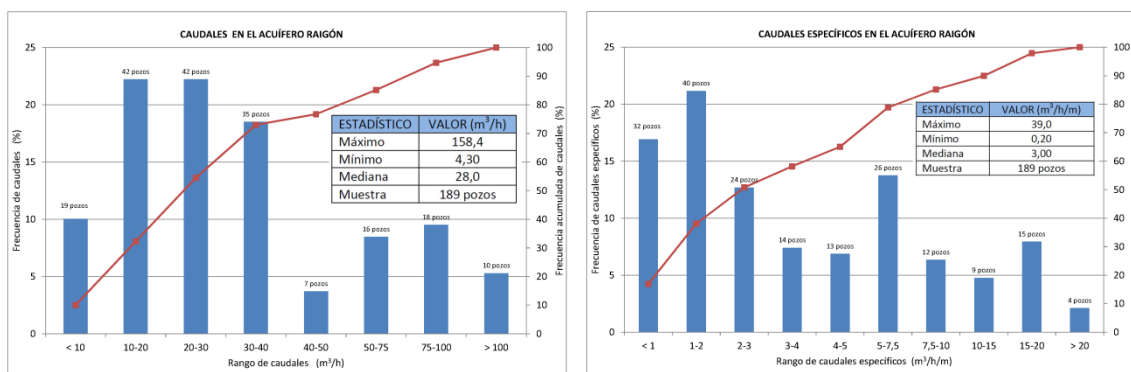 CAUDALES EN EL ACUÍFERO RAIGÓN
Frecuencia de caudales (%)
25
20
15
10
5
0
19 pozos
42 pozos
42 pozos
35 pozos
7 pozos
16 pozos
18 pozos
10 pozos
ESTADÍSTICO VALOR (m³/h)
Máximo 158,4
Mínimo 4,30
Mediana 28,0
Muestra 189 pozos
100
90
80
70
60
50
40
30
20
10
0
Frecuencia acumulada de caudales (%)
< 10 10-20 20-30 30-40 40-50 50-75 75-100 > 100
Rango de caudales (m³/h)
CAUDALES ESPECÍFICOS EN EL ACUÍFERO RAIGÓN
Frecuencia de caudales específicos (%)
25
20
15
10
5
0
32 pozos
40 pozos
24 pozos
14 pozos
13 pozos
26 pozos
12 pozos
9 pozos
15 pozos
4 pozos
ESTADÍSTICO VALOR (m³/h/m)
Máximo 39,0
Mínimo 0,20
Mediana 3,00
Muestra 189 pozos
100
90
80
70
60
50
40
30
20
10
0
< 1 1-2 2-3 3-4 4-5 5-7,5 7,5-10 10-15 15-20 > 20
Rango de caudales específicos (m³/h/m)